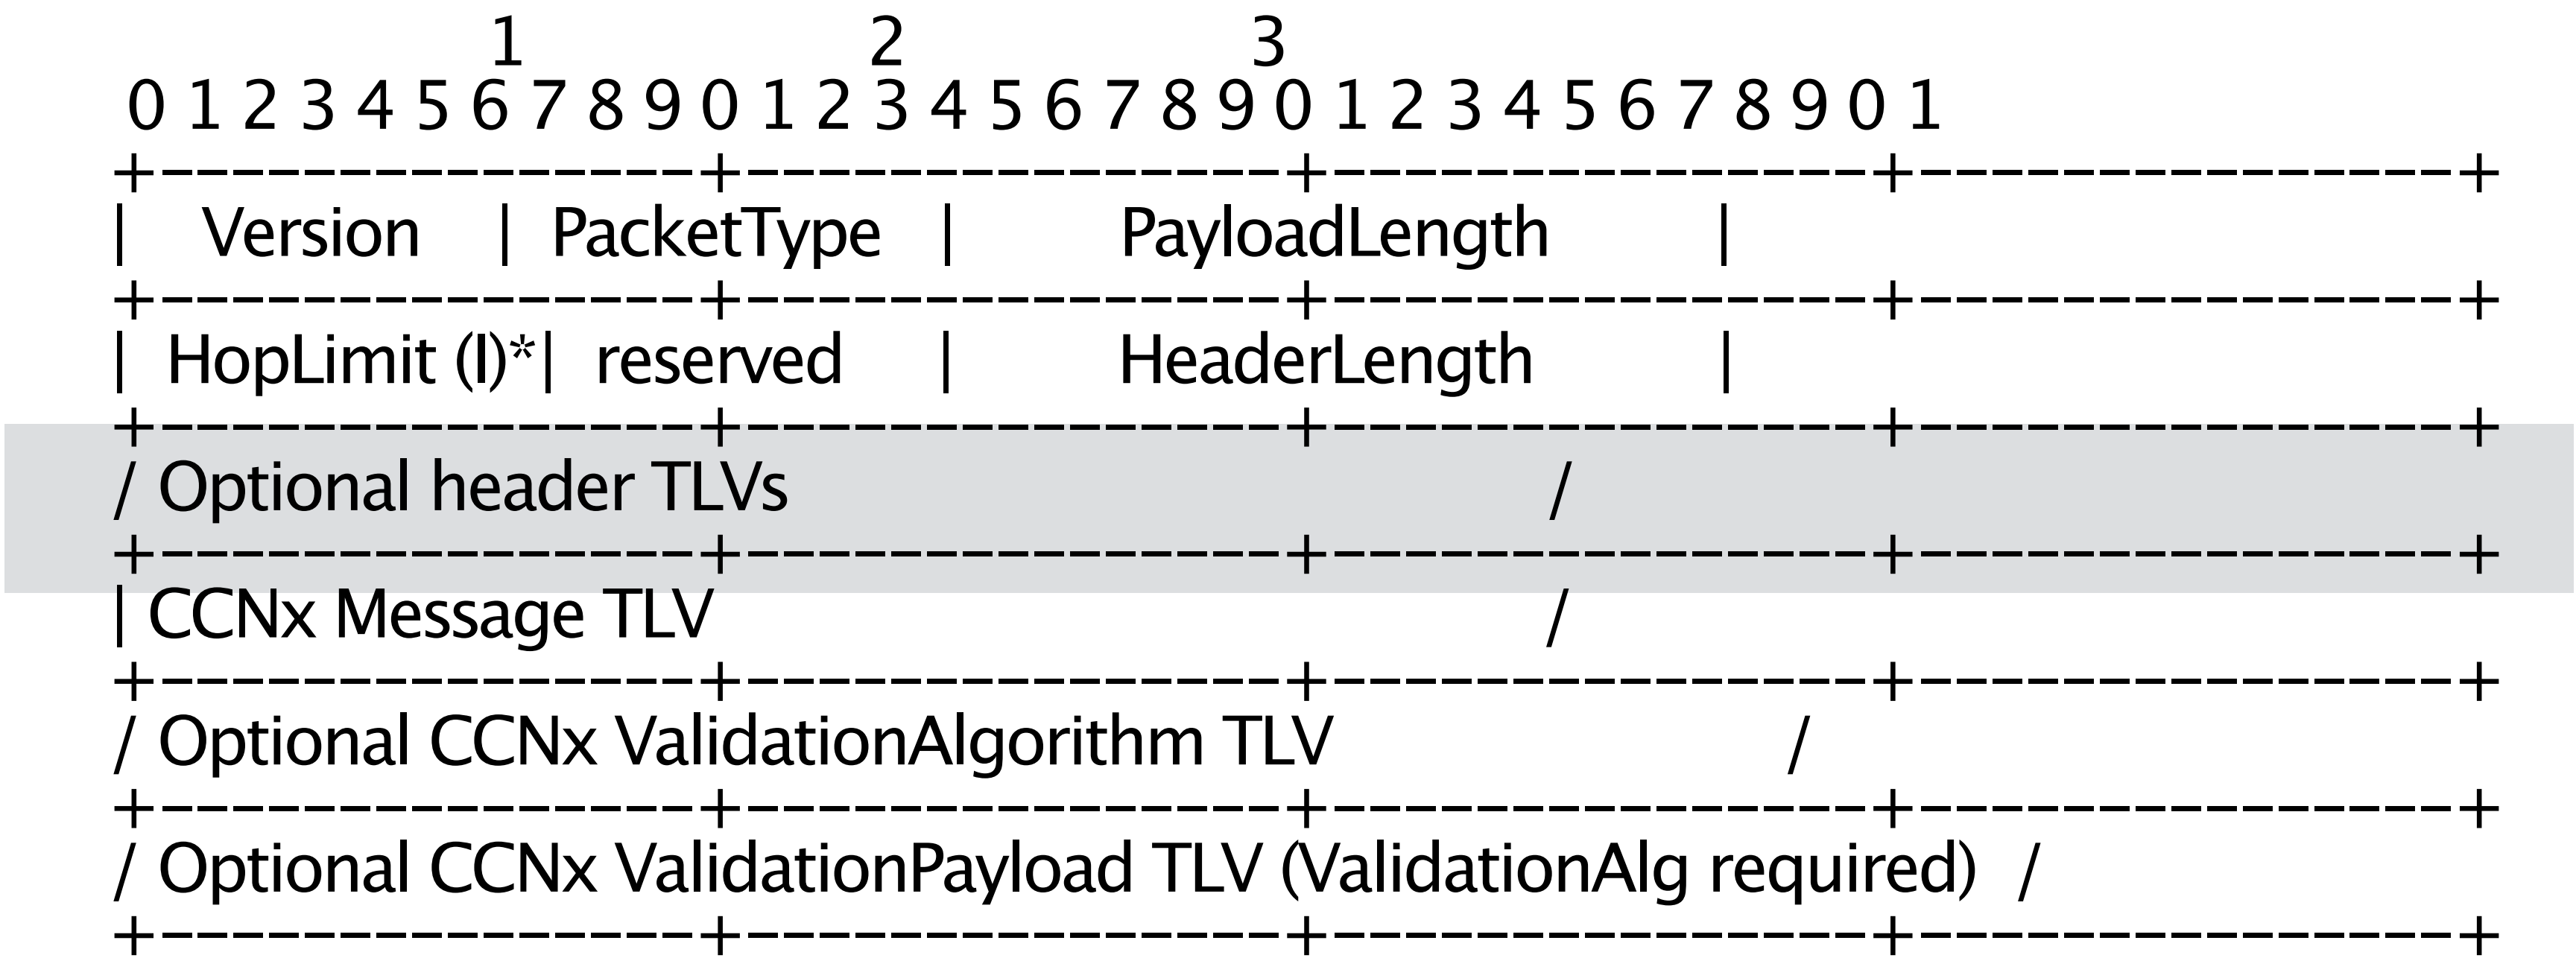 1 2 3
0 1 2 3 4 5 6 7 8 9 0 1 2 3 4 5 6 7 8 9 0 1 2 3 4 5 6 7 8 9 0 1
+---------------+---------------+---------------+---------------+
| Version | PacketType | PayloadLength |
+---------------+---------------+---------------+---------------+
| HopLimit (I)*| reserved | HeaderLength |
+---------------+---------------+---------------+---------------+
/ Optional header TLVs /
+---------------+---------------+---------------+---------------+
| CCNx Message TLV /
+---------------+---------------+---------------+---------------+
/ Optional CCNx ValidationAlgorithm TLV /
+---------------+---------------+---------------+---------------+
/ Optional CCNx ValidationPayload TLV (ValidationAlg required) /
+---------------+---------------+---------------+---------------+